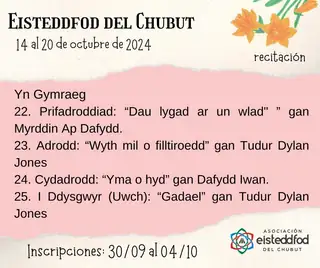 Eisteddfod del Chubut
14 al 20 de octubre de 2024
recitación
Yn Gymraeg
22. Prifadroddiad: “Dau lygad ar un wlad" ” gan
Myrddin Ap Dafydd.
23. Adrodd: “Wyth mil o filltiroedd” gan Tudur Dylan
Jones
24. Cydadrodd: “Yma o hyd” gan Dafydd Iwan.
25. I Ddysgwyr (Uwch): “Gadael” gan Tudur Dylan
Jones
Inscripciones: 30/09 al 04/10
ASOCIACIÓN
eisteddfod
DEL CHUBUT